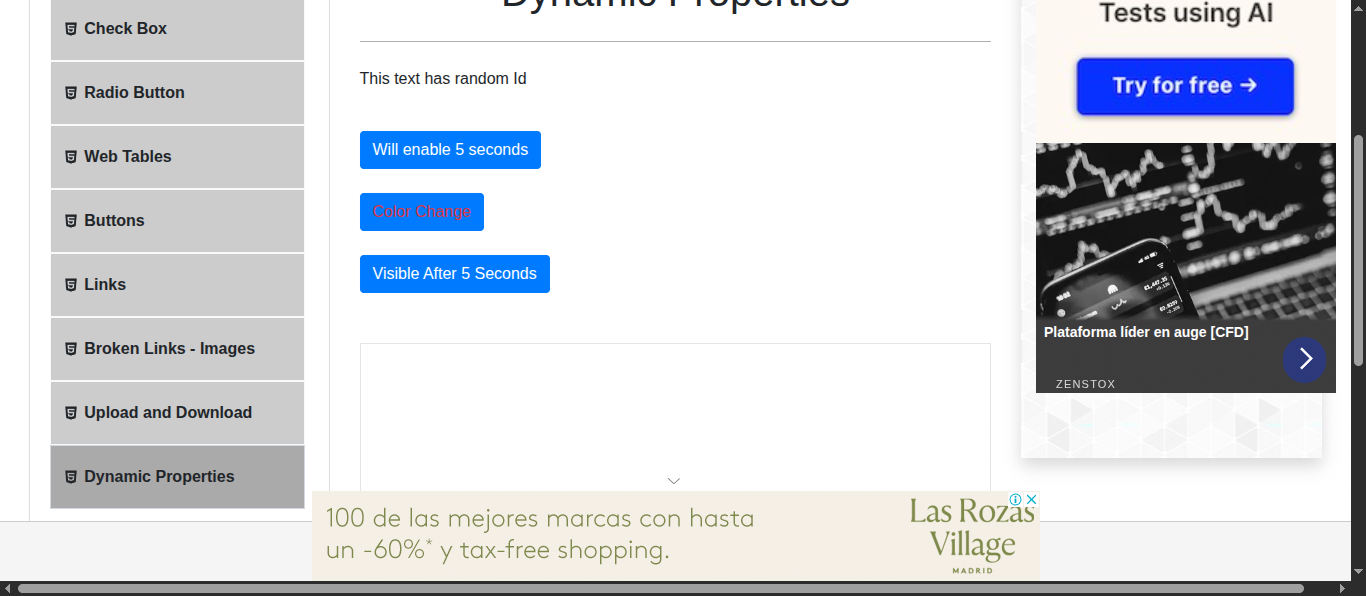 Dynamic Properties
Check Box
Radio Button
Web Tables
Buttons
Links
Broken Links - Images
Upload and Download
Dynamic Properties
This text has random Id
Will enable 5 seconds
Color Change
Visible After 5 Seconds
Tests using AI
Try for free →
Plataforma líder en auge [CFD]
ZENSTOX
100 de las mejores marcas con hasta
un -60%* y tax-free shopping.
Las Rozas
Village
MADRID